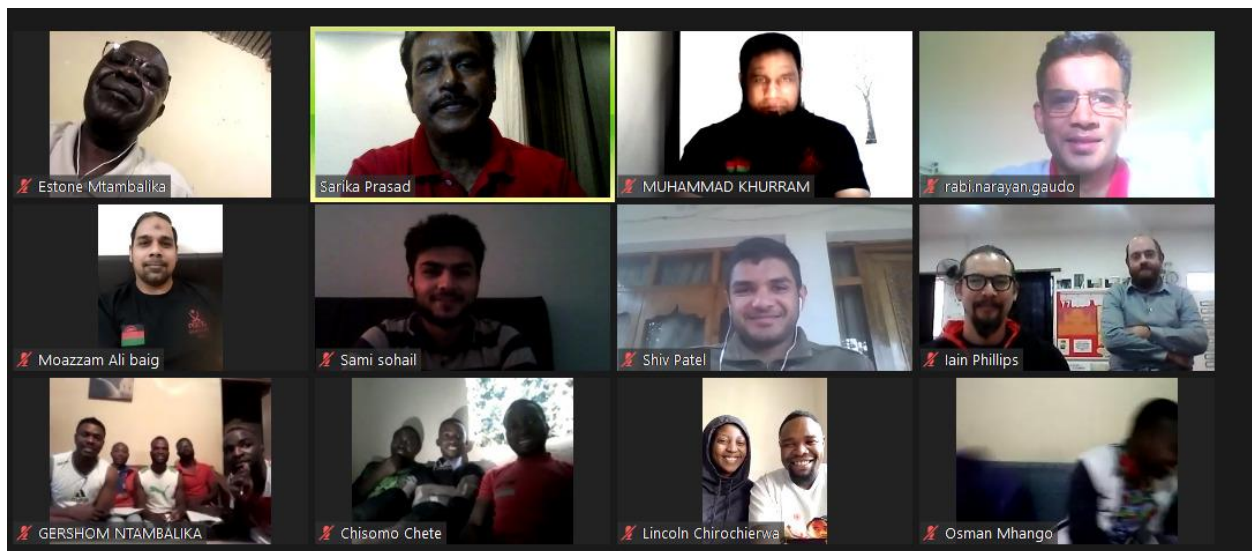 Estone Mtambalika
Sarika Prasad
MUHAMMAD KHURRAM
rabi.narayan.gaudo
Moazzam Ali baig
Sami sohail
Shiv Patel
Iain Phillips
GERSHOM NTAMBALIKA
Chisomo Chete
Lincoln Chirochierwa
Osman Mhango